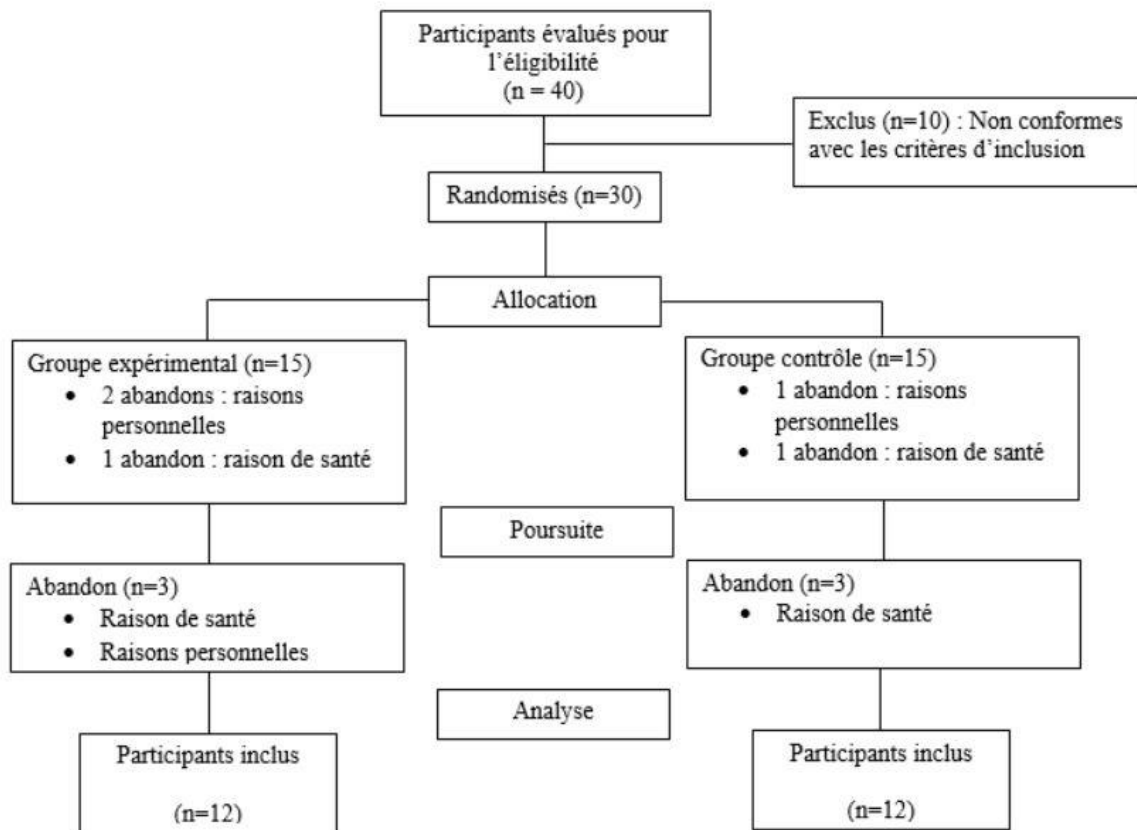 Participants évalués pour
l'éligibilité
(n = 40)
Exclus (n=10) : Non conformes
avec les critères d'inclusion
Randomisés (n=30)
Allocation
Groupe expérimental (n=15)
• 2 abandons : raisons
personnelles
• 1 abandon : raison de santé
Groupe contrôle (n=15)
• 1 abandon : raisons
personnelles
• 1 abandon : raison de santé
Poursuite
Abandon (n=3)
• Raison de santé
• Raisons personnelles
Abandon (n=3)
• Raison de santé
Analyse
Participants inclus
(n=12)
Participants inclus
(n=12)